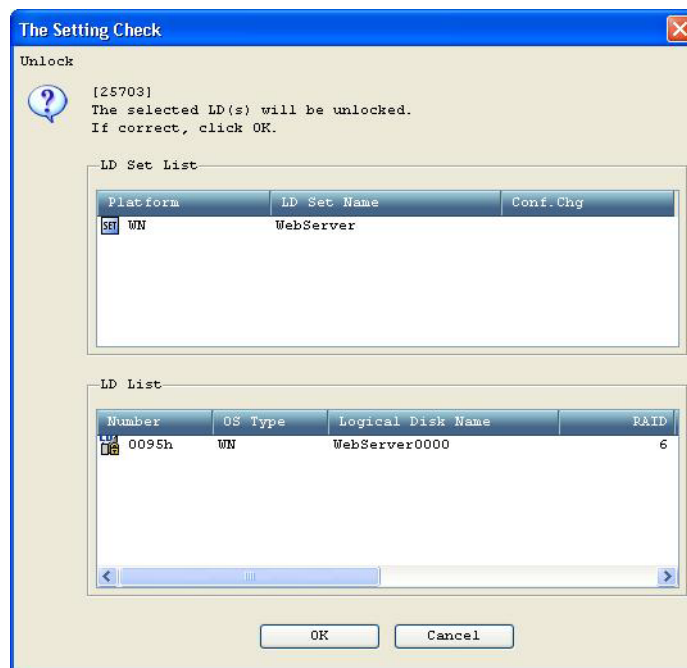 The Setting Check
Unlock
[25703]
The selected LD(s) will be unlocked.
If correct, click OK.
LD Set List
Platform LD Set Name Conf.Chg
SET WN WebServer
LD List
Number OS Type Logical Disk Name RAID
0095h WN WebServer0000 6
OK Cancel